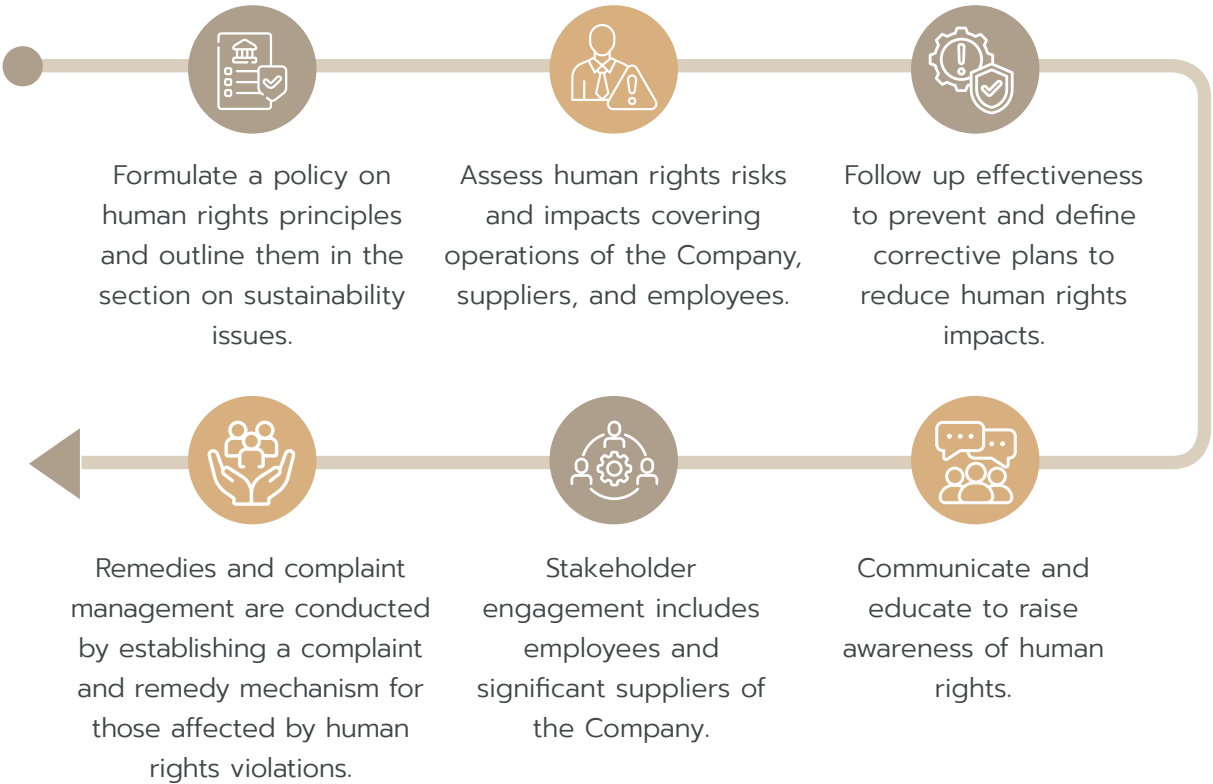 Formulate a policy on
human rights principles
and outline them in the
section on sustainability
issues.
Assess human rights risks
and impacts covering
operations of the Company,
suppliers, and employees.
Follow up effectiveness
to prevent and define
corrective plans to
reduce human rights
impacts.
Communicate and
educate to raise
awareness of human
rights.
Stakeholder
engagement includes
employees and
significant suppliers of
the Company.
Remedies and complaint
management are conducted
by establishing a complaint
and remedy mechanism for
those affected by human
rights violations.